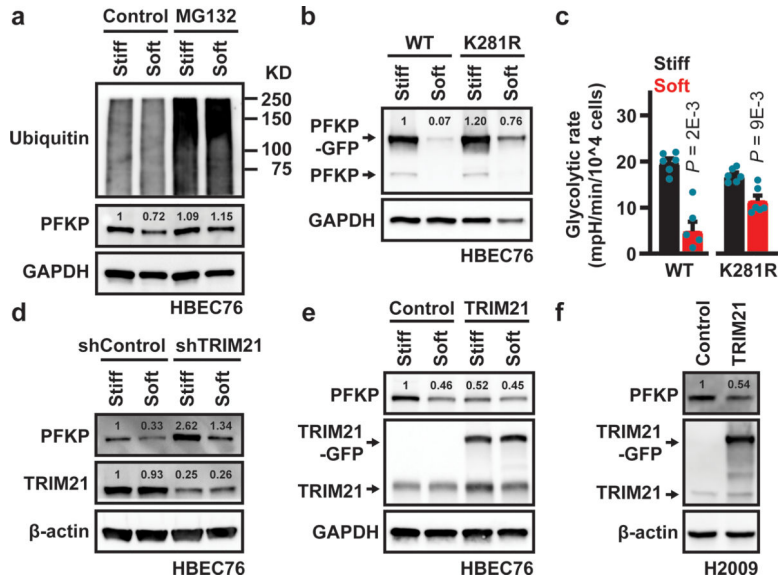 a
Control MG132
Stiff Soft Stiff Soft
KD
Ubiquitin
250
150
100
75
PFKP
1 0.72 1.09 1.15
GAPDH
HBEC76
b
WT K281R
Stiff Soft Stiff Soft
1 0.07 1.20 0.76
PFKP
-GFP
PFKP
GAPDH
HBEC76
c
Stiff
Soft
Glycolytic rate
(mpH/min/10^4 cells)
30
20
10
0
P = 2E-3
P = 9E-3
WT K281R
d
shControl shTRIM21
Stiff Soft Stiff Soft
PFKP
1 0.33 2.62 1.34
TRIM21
1 0.93 0.25 0.26
β-actin
HBEC76
e
Control TRIM21
Stiff Soft Stiff Soft
PFKP
1 0.46 0.52 0.45
TRIM21
-GFP
TRIM21
GAPDH
HBEC76
f
Control TRIM21
PFKP
1 0.54
TRIM21
-GFP
TRIM21
β-actin
H2009